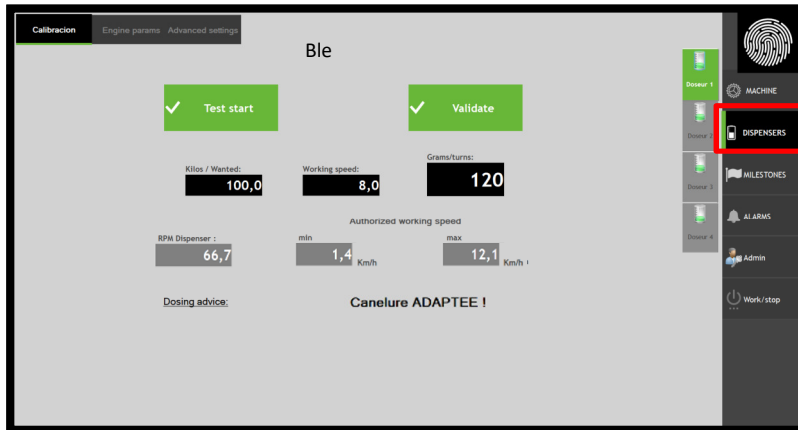 Calibracion
Engine params
Advanced settings
Ble
Test start
Validate
Kilos / Wanted:
100,0
Working speed:
8,0
Grams/turns:
120
Authorized working speed
RPM Dispenser :
66,7
min
1,4
Km/h
max
12,1
Km/h
Dosing advice:
Canelure ADAPTEE !
Doseur 1
Doseur 2
Doseur 3
Doseur 4
MACHINE
DISPENSERS
MILESTONES
ALARMS
Admin
Work/stop